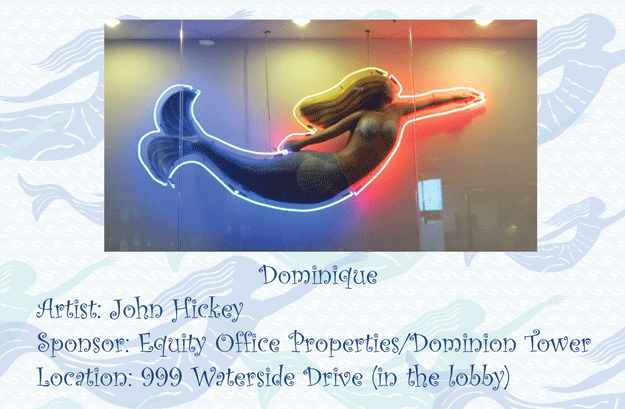 Dominique
Artist: John Hickey
Sponsor: Equity Office Properties/Dominion Tower
Location: 999 Waterside Drive (in the lobby)